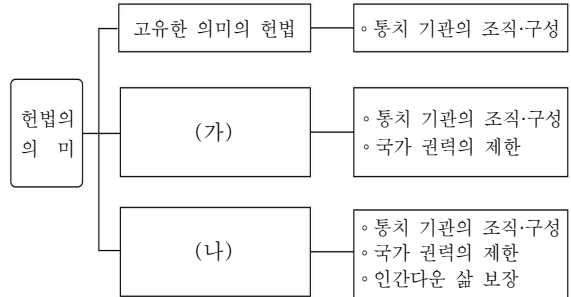 고유한 의미의 헌법
◦통치 기관의 조직·구성
헌법의
의 미
(가)
◦통치 기관의 조직·구성
◦국가 권력의 제한
(나)
◦통치 기관의 조직·구성
◦국가 권력의 제한
◦인간다운 삶 보장